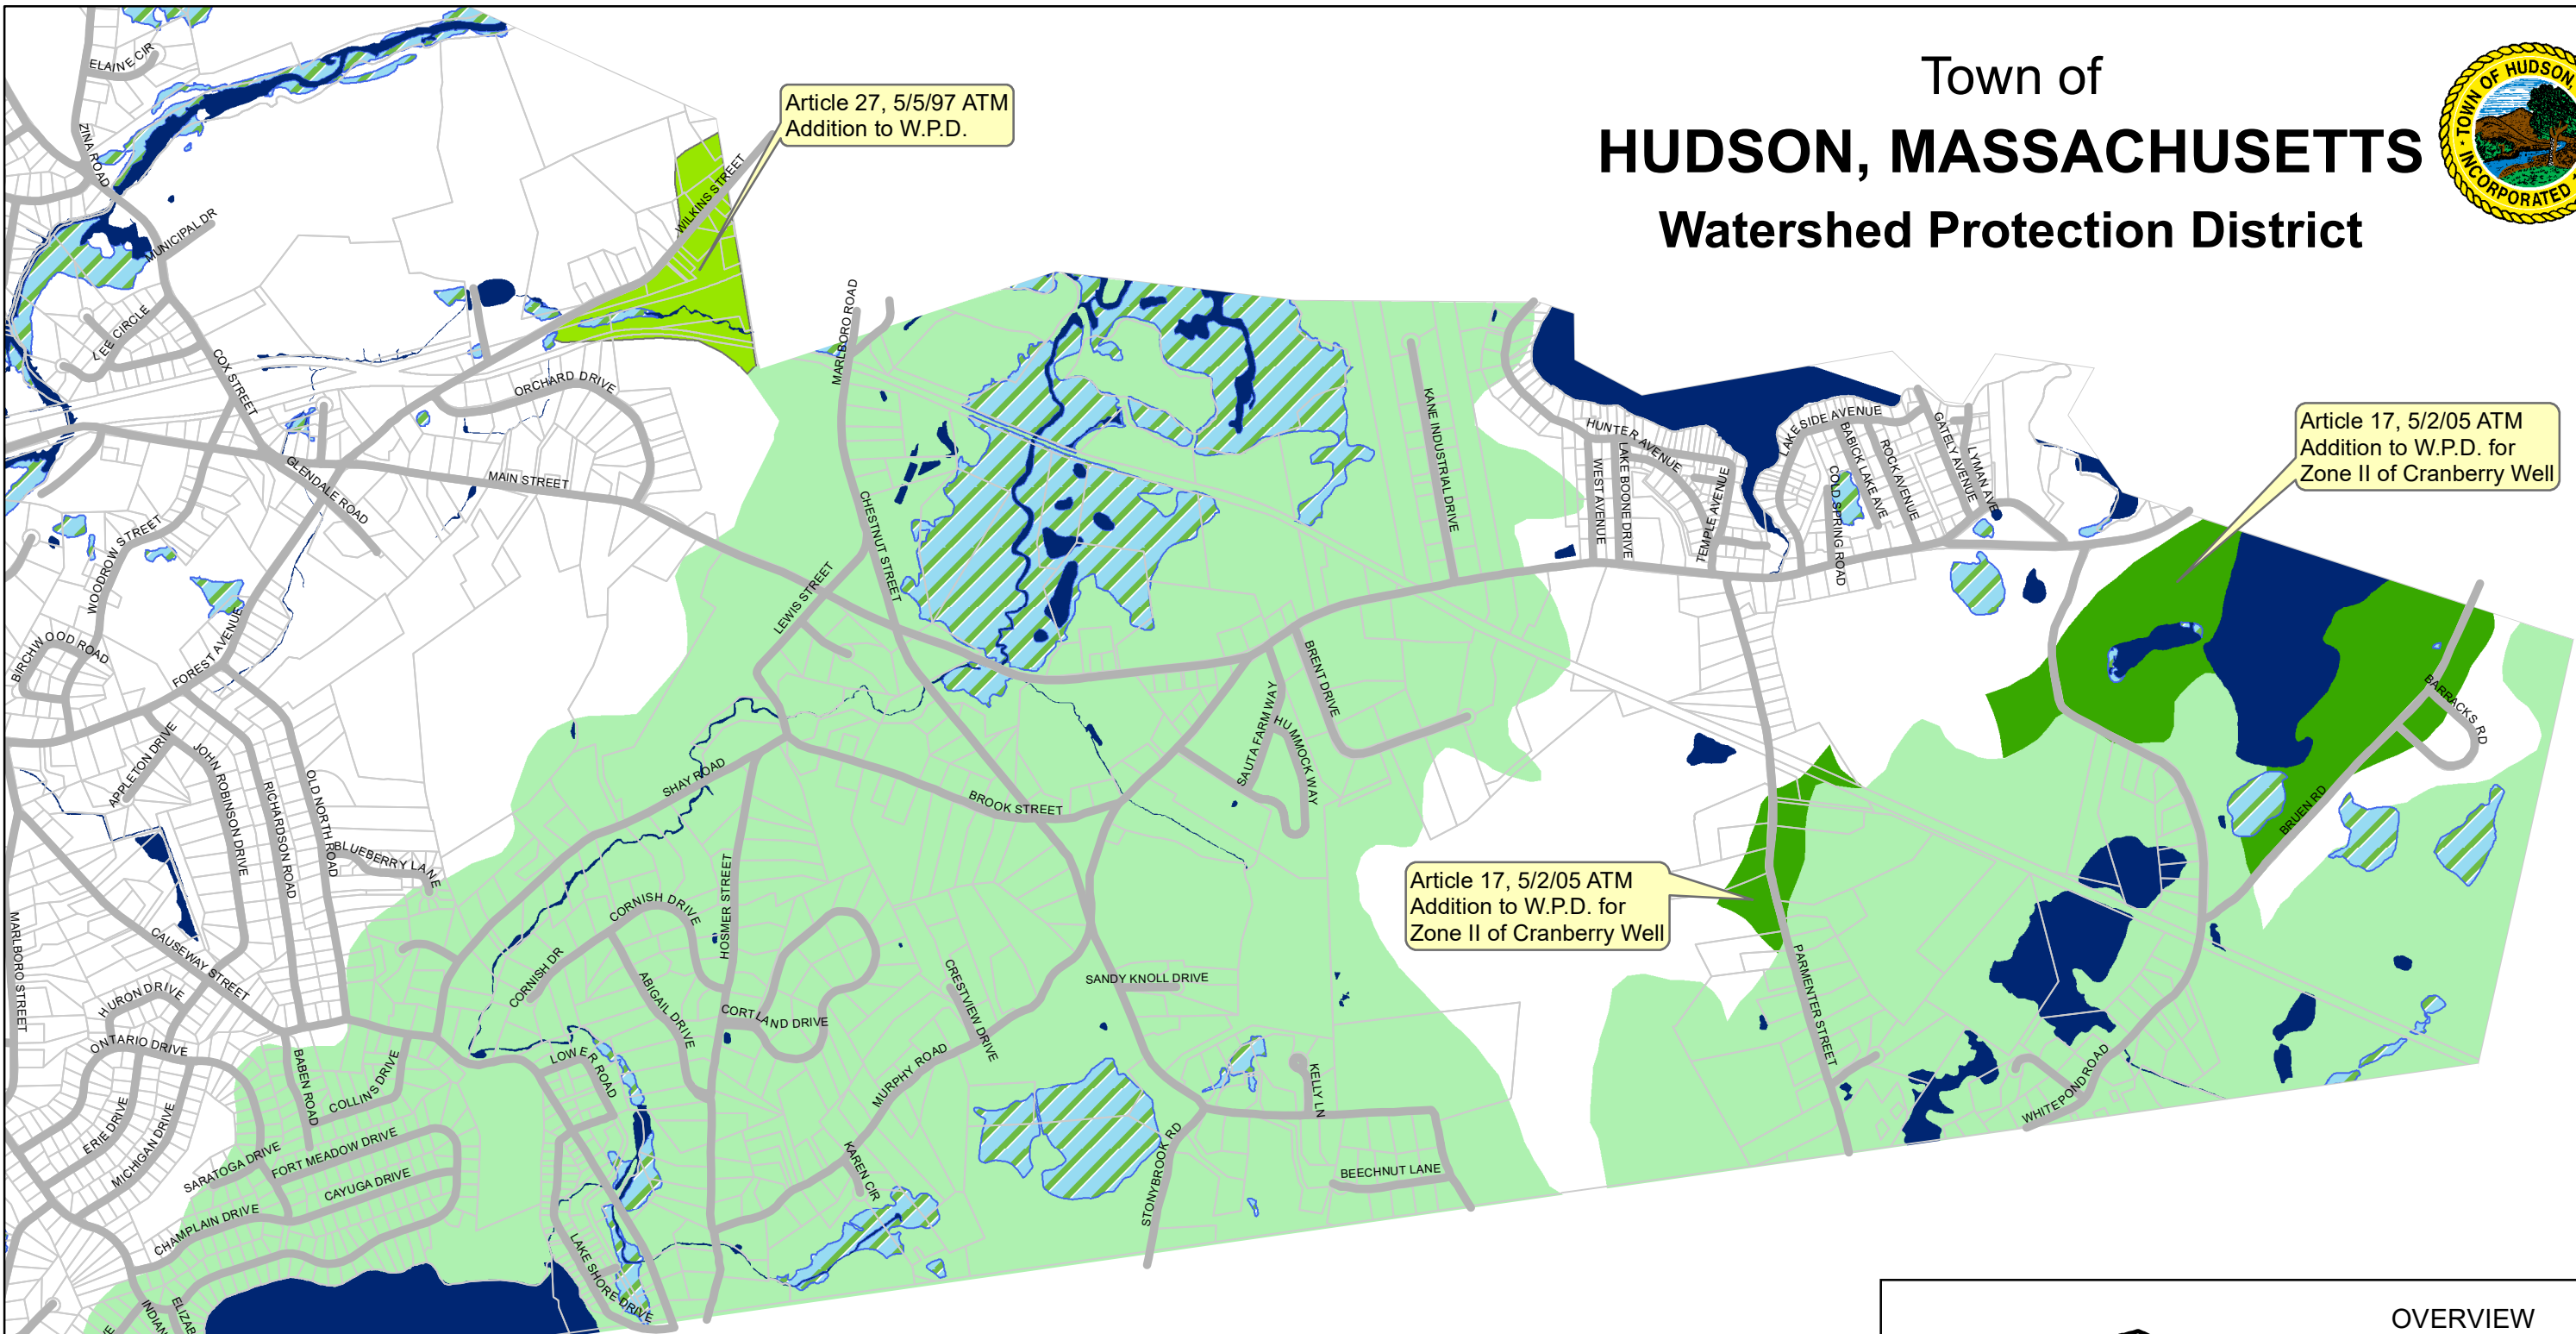 Town of
HUDSON, MASSACHUSETTS
Watershed Protection District
TOWN OF HUDSON,
INCORPORATED
Article 27, 5/5/97 ATM
Addition to W.P.D.
Article 17, 5/2/05 ATM
Addition to W.P.D. for
Zone II of Cranberry Well
Article 17, 5/2/05 ATM
Addition to W.P.D. for
Zone II of Cranberry Well
ELAINE CIR
ZINA ROAD
MUNICIPAL DR
LEE CIRCLE
COX STREET
WILKINS STREET
ORCHARD DRIVE
MAIN STREET
GLENDALE ROAD
WOODROW STREET
BIRCHWOOD ROAD
FOREST AVENUE
APPLETON DRIVE
JOHN ROBINSON DRIVE
RICHARDSON ROAD
OLD NORTH ROAD
BLUEBERRY LANE
MARLBORO STREET
CAUSEWAY STREET
HURON DRIVE
ONTARIO DRIVE
ERIE DRIVE
MICHIGAN DRIVE
BABEN ROAD
COLLINS DRIVE
SARATOGA DRIVE
FORT MEADOW DRIVE
CAYUGA DRIVE
CHAMPLAIN DRIVE
INDIAN
ELIZAB
MARLBORO ROAD
CHESTNUT STREET
LEWIS STREET
SHAY ROAD
HOSMER STREET
BROOK STREET
CORNISH DRIVE
CORNISH DR
ABIGAIL DRIVE
CORTLAND DRIVE
LOWER ROAD
LAKE SHORE DRIVE
CRESTVIEW DRIVE
MURPHY ROAD
KAREN CIR
SANDY KNOLL DRIVE
STONYBROOK RD
KELLY LN
BEECHNUT LANE
SAUTA FARM WAY
HUMMOCK WAY
BRENT DRIVE
KANE INDUSTRIAL DRIVE
HUNTER AVENUE
WEST AVENUE
LAKE BOONE DRIVE
TEMPLE AVENUE
LAKE SIDE AVENUE
BABICK LAKE AVE
COLD SPRING ROAD
ROCK AVENUE
GATELY AVENUE
LYMAN AVE
PARMENTER STREET
WHITE POND ROAD
BRUEN RD
BARRACKS RD
OVERVIEW